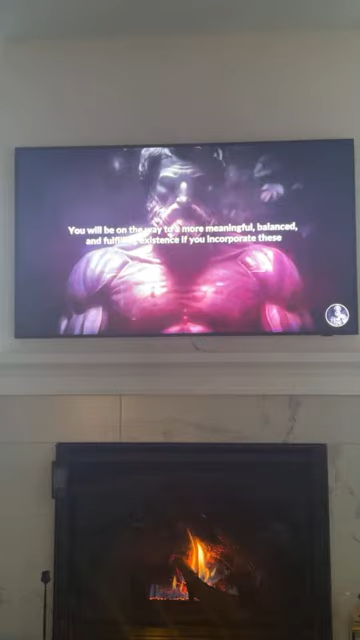 You will be on the way to a more meaningful, balanced,
and fulfilling existence if you incorporate these